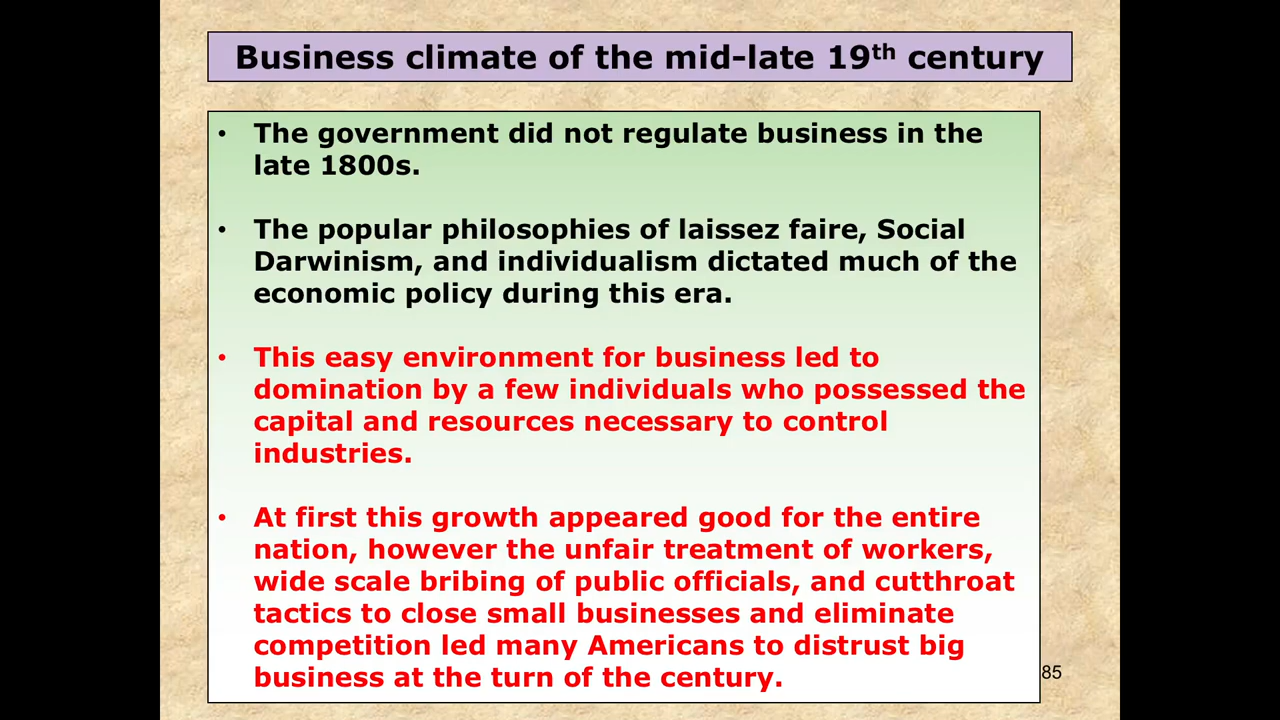 Business climate of the mid-late 19th century
• The government did not regulate business in the
late 1800s.
• The popular philosophies of laissez faire, Social
Darwinism, and individualism dictated much of the
economic policy during this era.
• This easy environment for business led to
domination by a few individuals who possessed the
capital and resources necessary to control
industries.
• At first this growth appeared good for the entire
nation, however the unfair treatment of workers,
wide scale bribing of public officials, and cutthroat
tactics to close small businesses and eliminate
competition led many Americans to distrust big
business at the turn of the century.
85